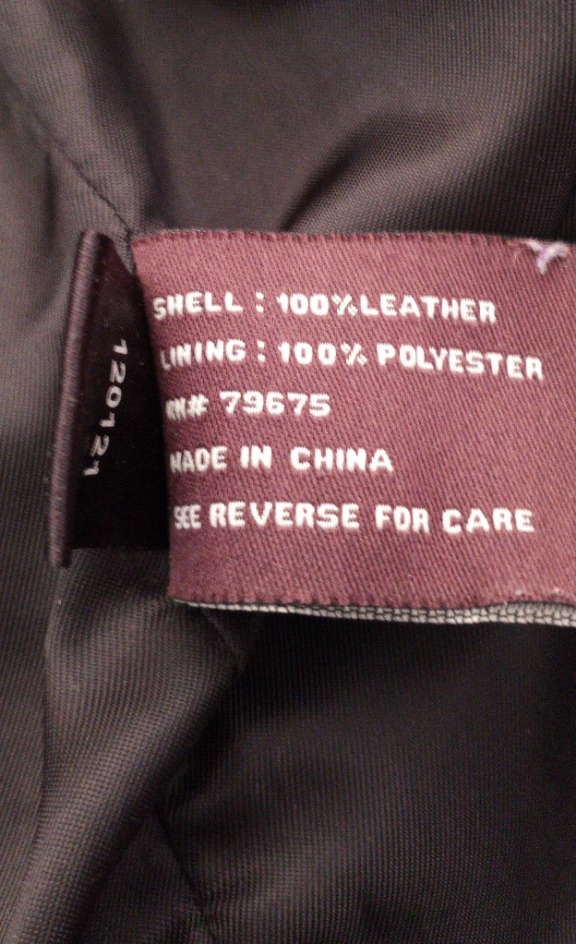 SHELL : 100%LEATHER
LINING : 100% POLYESTER
RN# 79675
MADE IN CHINA
SEE REVERSE FOR CARE
120121